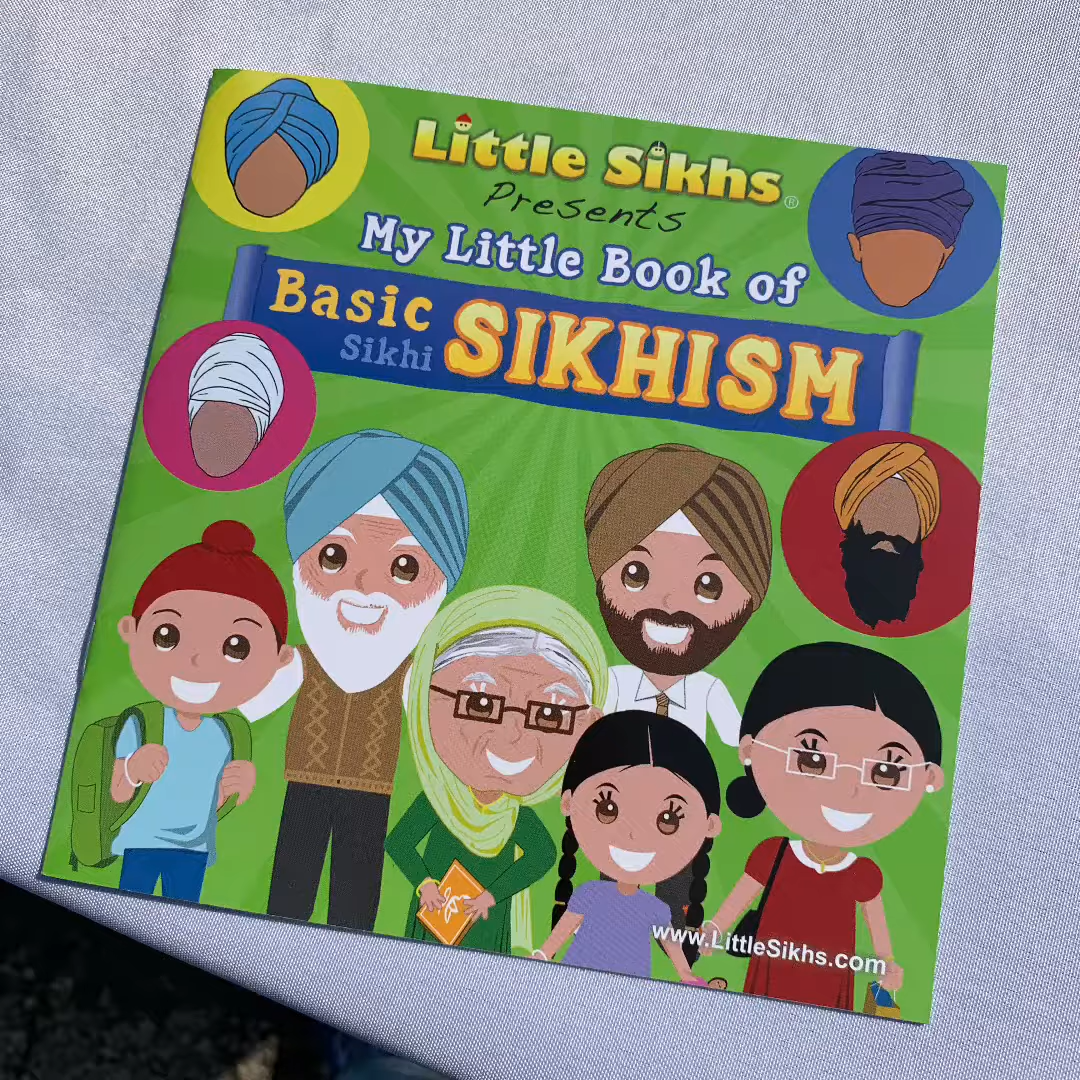 Little Sikhs®
Presents
My Little Book of
Basic SIKHISM
Sikhi
www.LittleSikhs.com